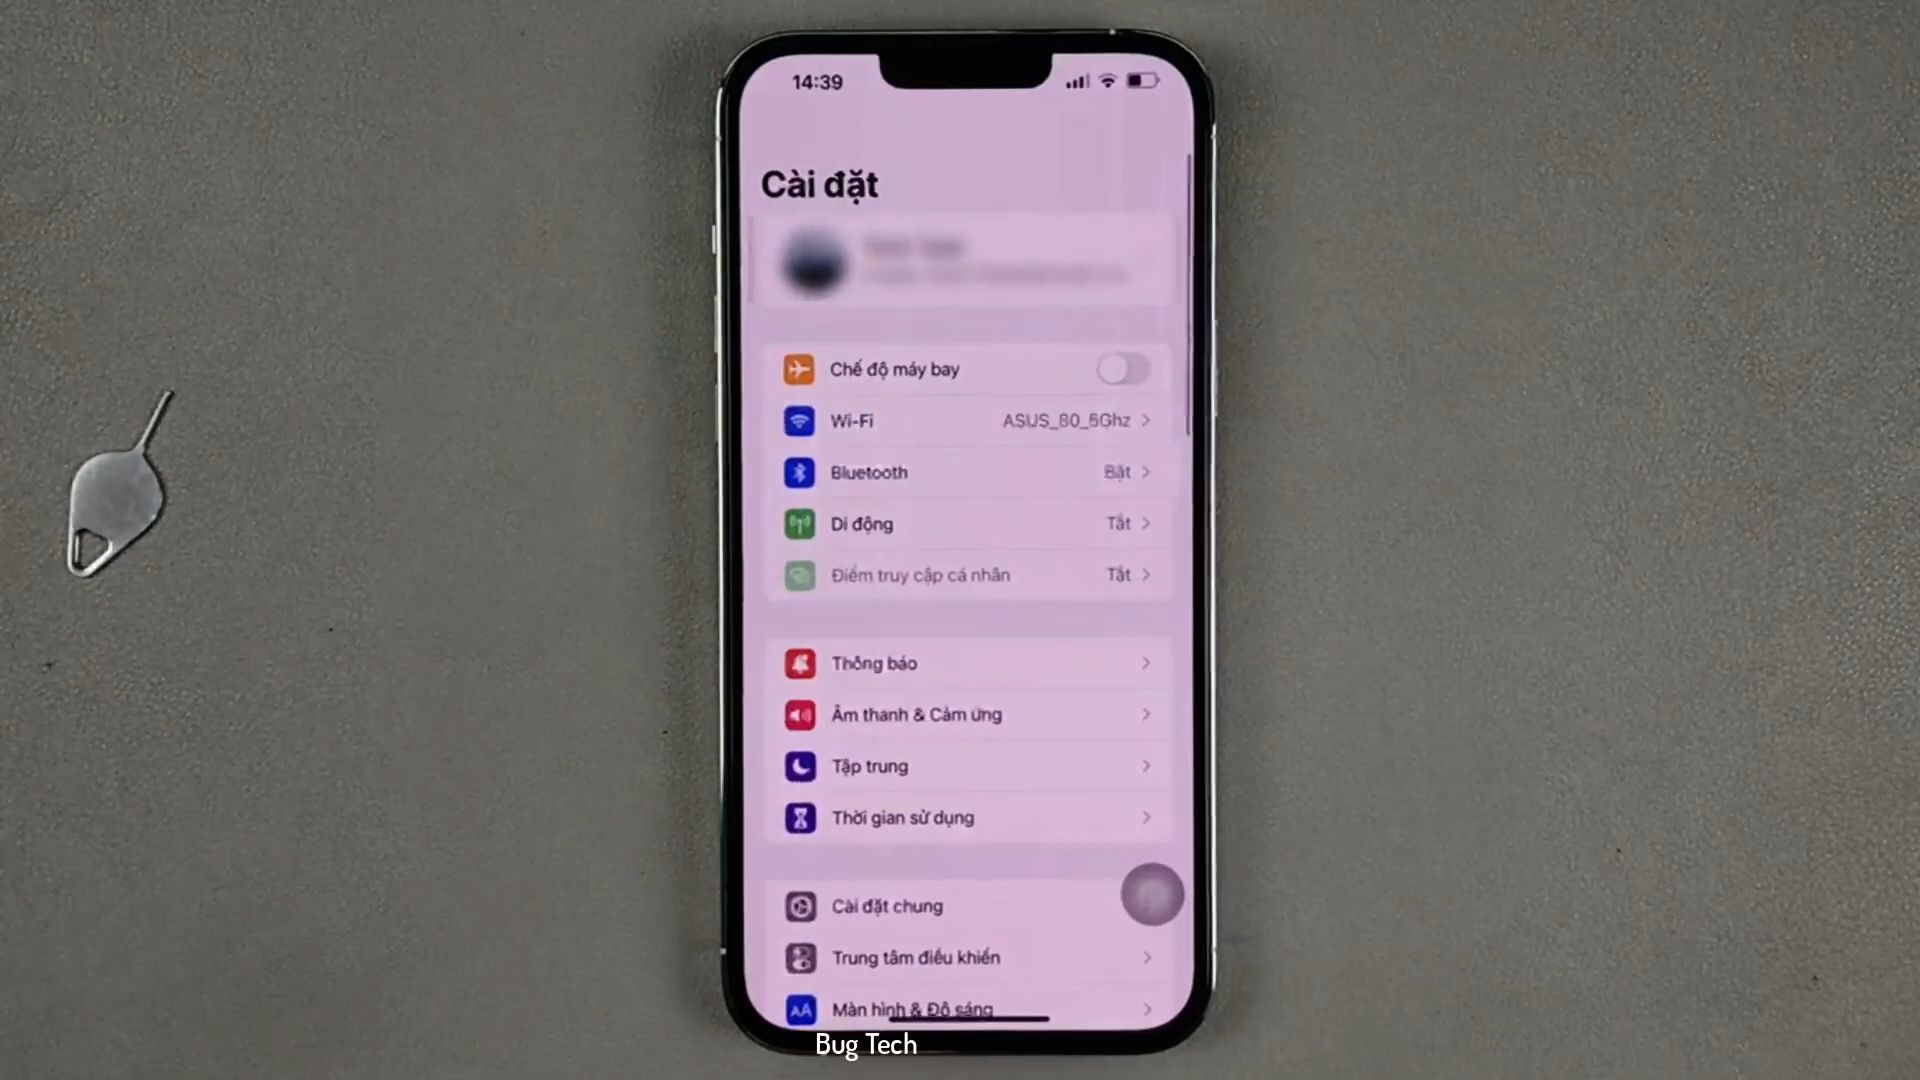 14:39
Cài đặt
Chế độ máy bay
Wi-Fi ASUS_80_5Ghz
Bluetooth Bật
Di động Tắt
Điểm truy cập cá nhân Tắt
Thông báo
Âm thanh & Cảm ứng
Tập trung
Thời gian sử dụng
Cài đặt chung
Trung tâm điều khiển
AA Màn hình & Độ sáng
Bug Tech